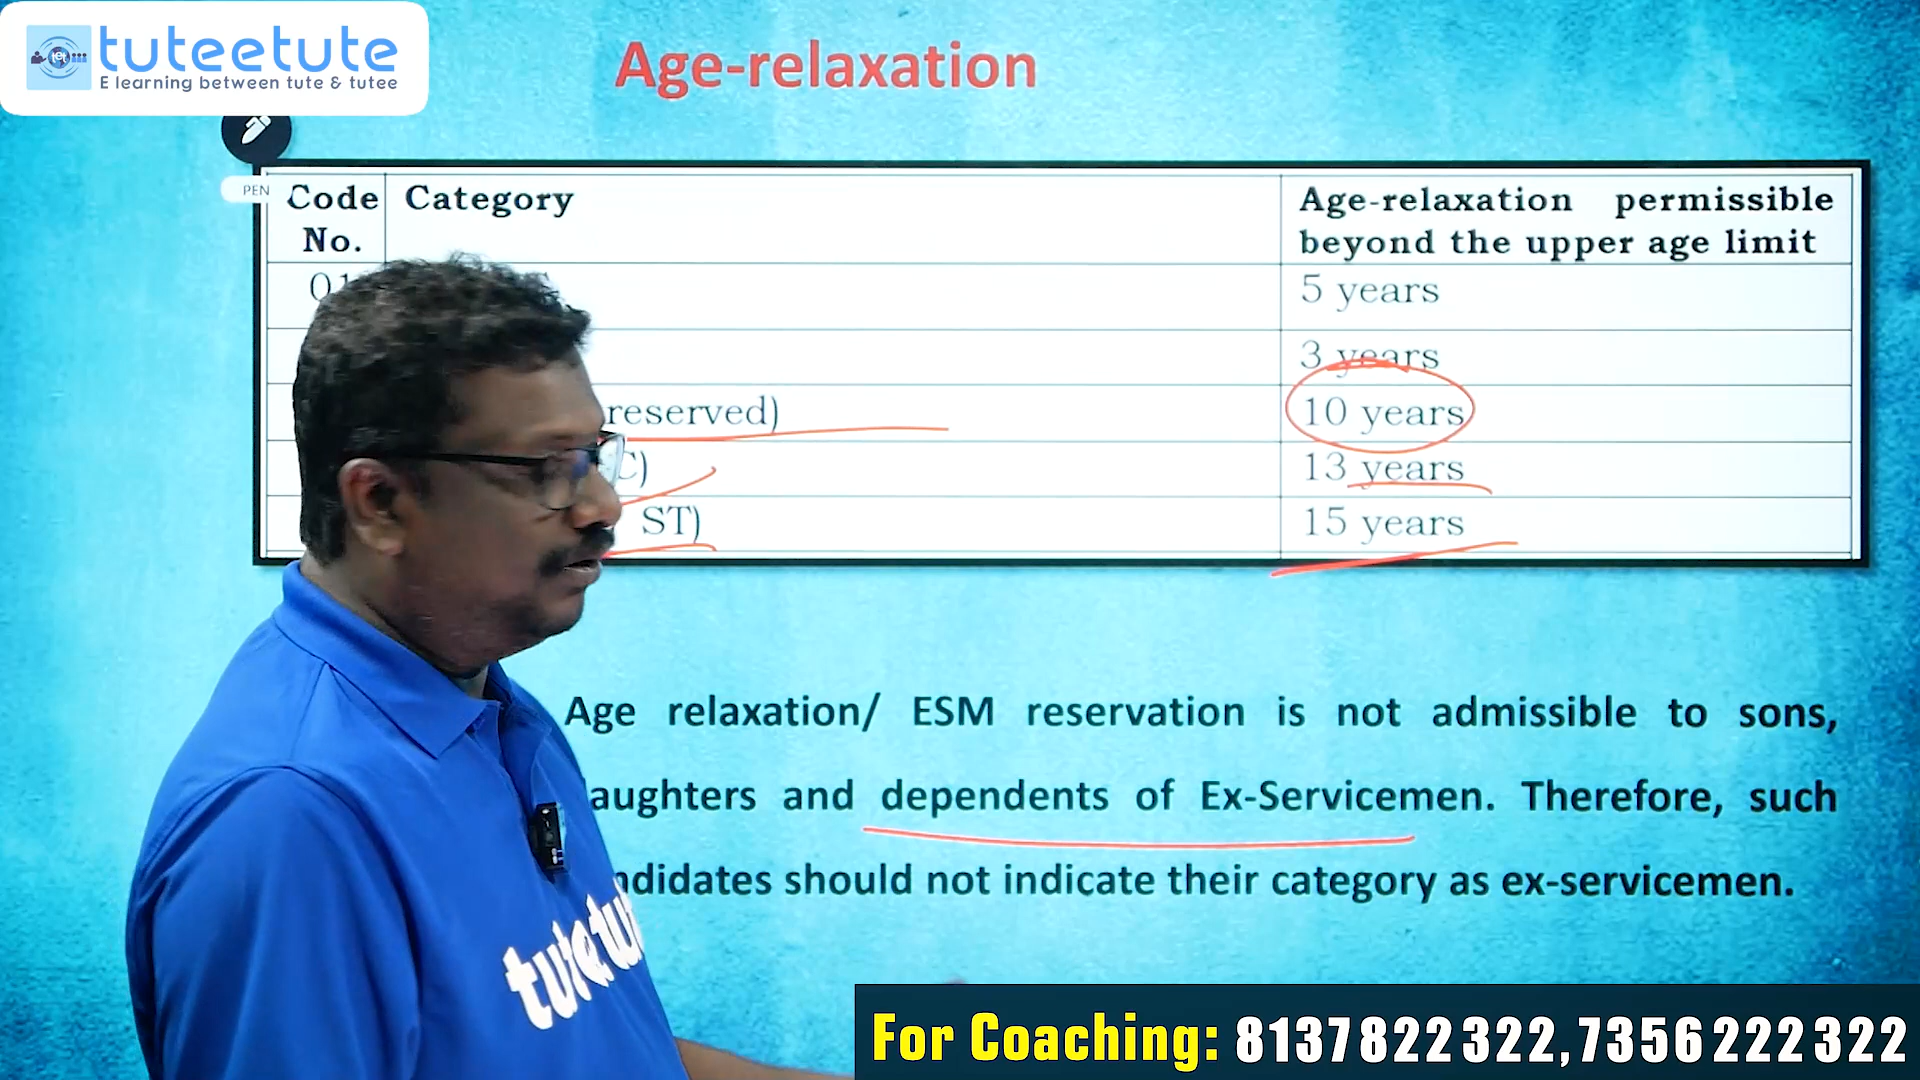 tuteetute
E learning between tute & tutee
Age-relaxation
PEN
Code No.
Category
Age-relaxation permissible
beyond the upper age limit
01
5 years
3 years
reserved)
10 years
C)
13 years
ST)
15 years
Age relaxation/ ESM reservation is not admissible to sons,
aughters and dependents of Ex-Servicemen. Therefore, such
ndidates should not indicate their category as ex-servicemen.
tuteetu
For Coaching: 8137822322,7356222322